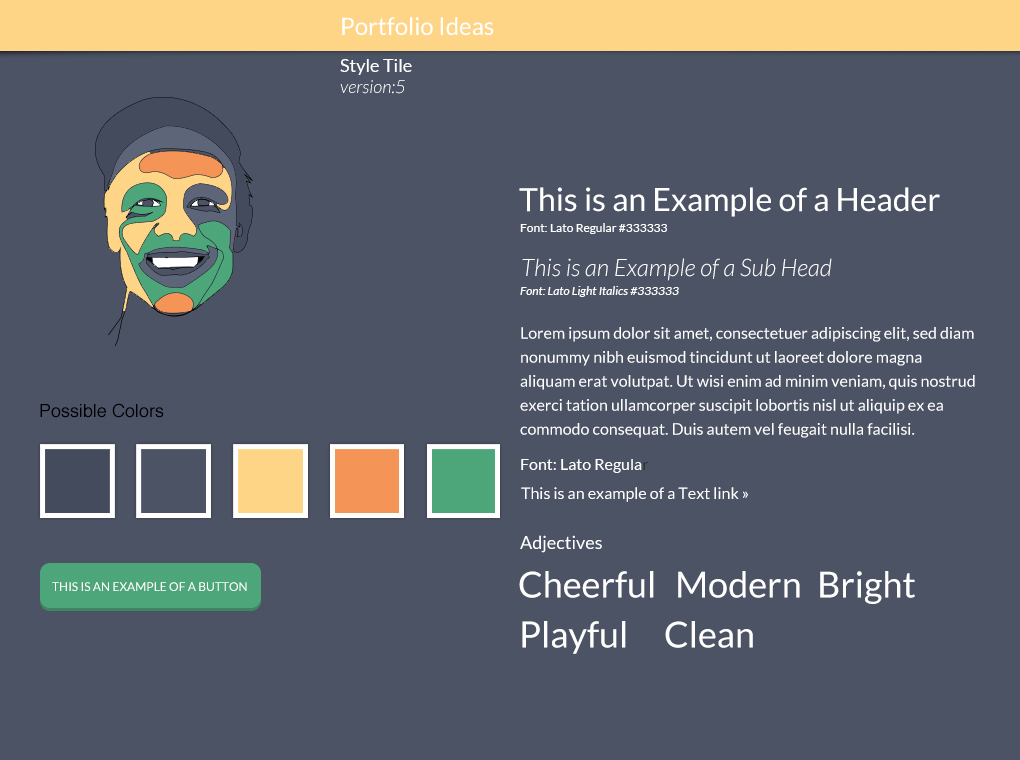 Portfolio Ideas
Style Tile
version:5
This is an Example of a Header
Font: Lato Regular #333333
This is an Example of a Sub Head
Font: Lato Light Italics #333333
Lorem ipsum dolor sit amet, consectetuer adipiscing elit, sed diam
nonummy nibh euismod tincidunt ut laoreet dolore magna
aliquam erat volutpat. Ut wisi enim ad minim veniam, quis nostrud
exerci tation ullamcorper suscipit lobortis nisl ut aliquip ex ea
commodo consequat. Duis autem vel feugait nulla facilisi.
Font: Lato Regular
This is an example of a Text link »
Possible Colors
THIS IS AN EXAMPLE OF A BUTTON
Adjectives
Cheerful Modern Bright
Playful Clean